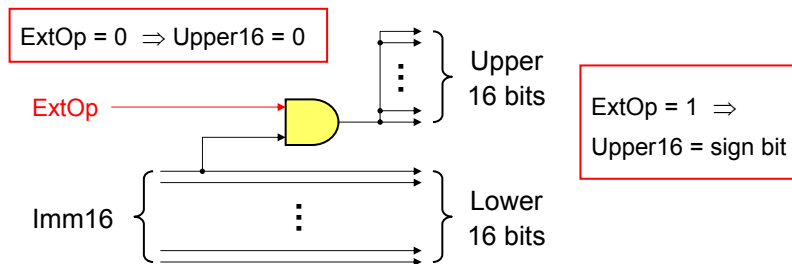 ExtOp = 0 ⇒ Upper16 = 0
Upper
16 bits
ExtOp
ExtOp = 1 ⇒
Upper16 = sign bit
Imm16
Lower
16 bits